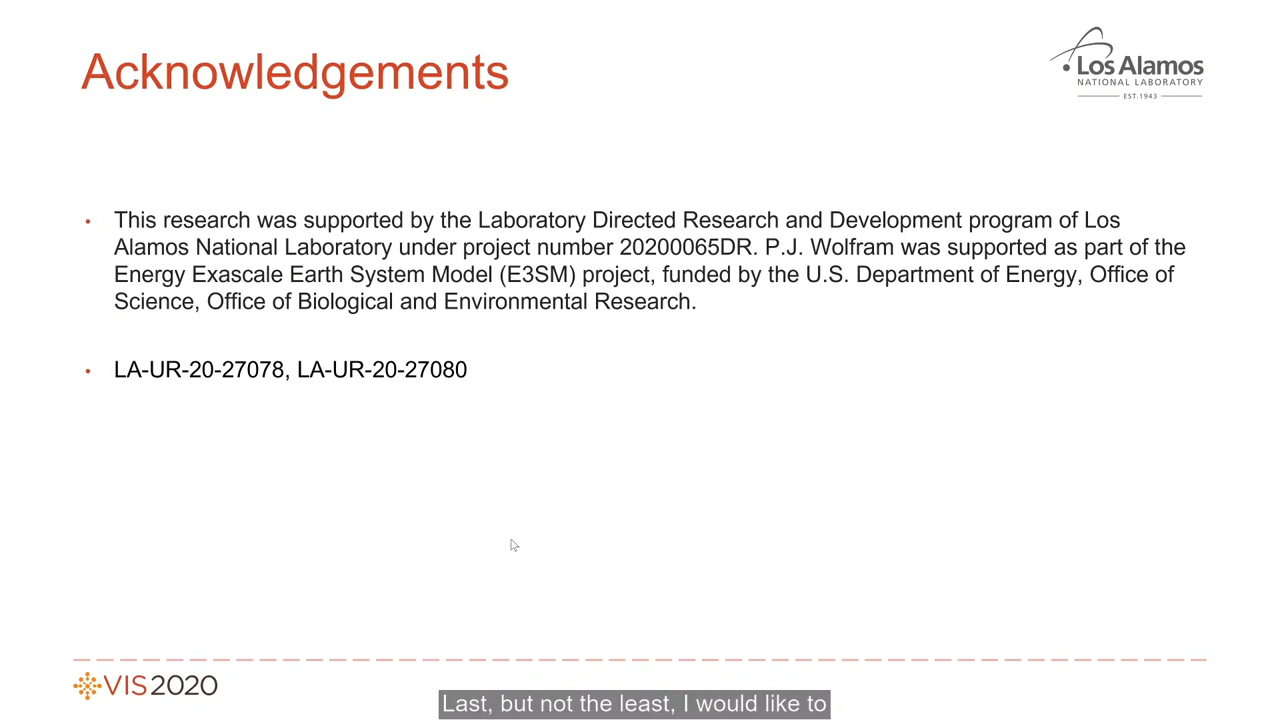 Acknowledgements
Los Alamos
NATIONAL LABORATORY
EST.1943
• This research was supported by the Laboratory Directed Research and Development program of Los
Alamos National Laboratory under project number 20200065DR. P.J. Wolfram was supported as part of the
Energy Exascale Earth System Model (E3SM) project, funded by the U.S. Department of Energy, Office of
Science, Office of Biological and Environmental Research.
• LA-UR-20-27078, LA-UR-20-27080
VIS2020
Last, but not the least, I would like to